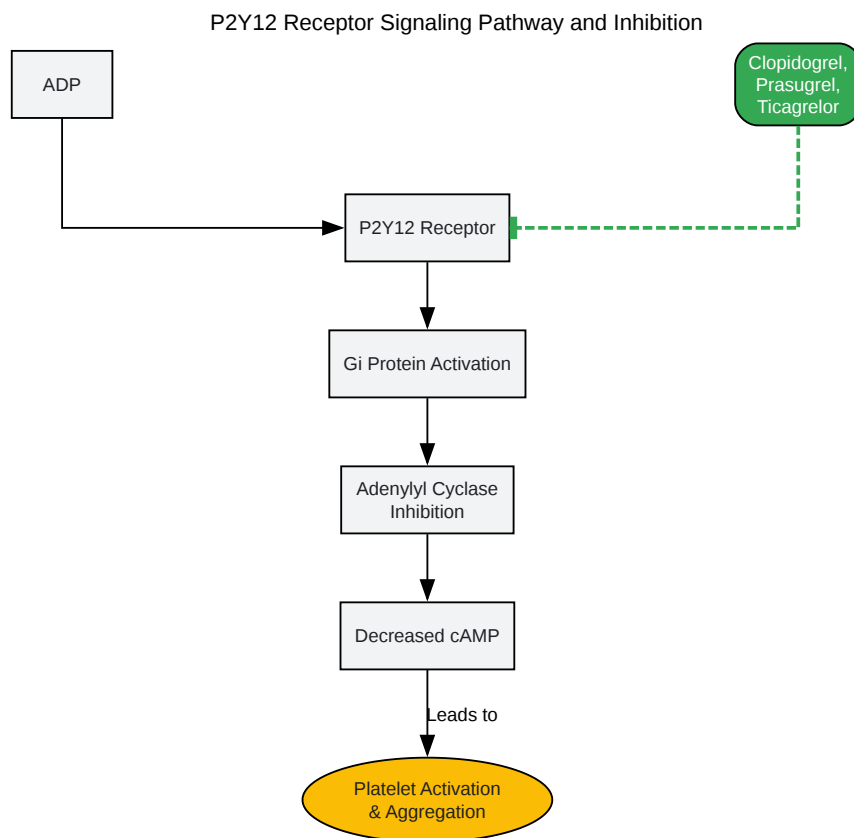 P2Y12 Receptor Signaling Pathway and Inhibition
ADP
Clopidogrel,
Prasugrel,
Ticagrelor
P2Y12 Receptor
Gi Protein Activation
Adenylyl Cyclase
Inhibition
Decreased cAMP
Leads to
Platelet Activation
& Aggregation